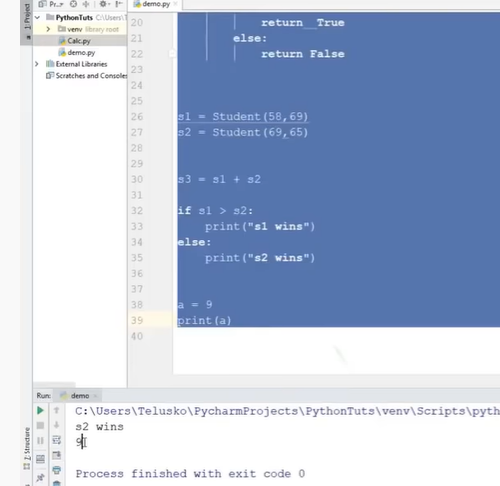 1: Project
Pr...
demo.py
PythonTuts C:\Users\T
venv library root
Calc.py
demo.py
External Libraries
Scratches and Consoles
20 return True
21 else:
22 return False
23
24
25
26 s1 = Student(58,69)
27 s2 = Student(69,65)
28
29
30 s3 = s1 + s2
31
32 if s1 > s2:
33 print("s1 wins")
34 else:
35 print("s2 wins")
36
37
38 a = 9
39 print(a)
40
Run: demo
C:\Users\Telusko\PycharmProjects\PythonTuts\venv\Scripts\pyth
s2 wins
9
Process finished with exit code 0
Z: Structure